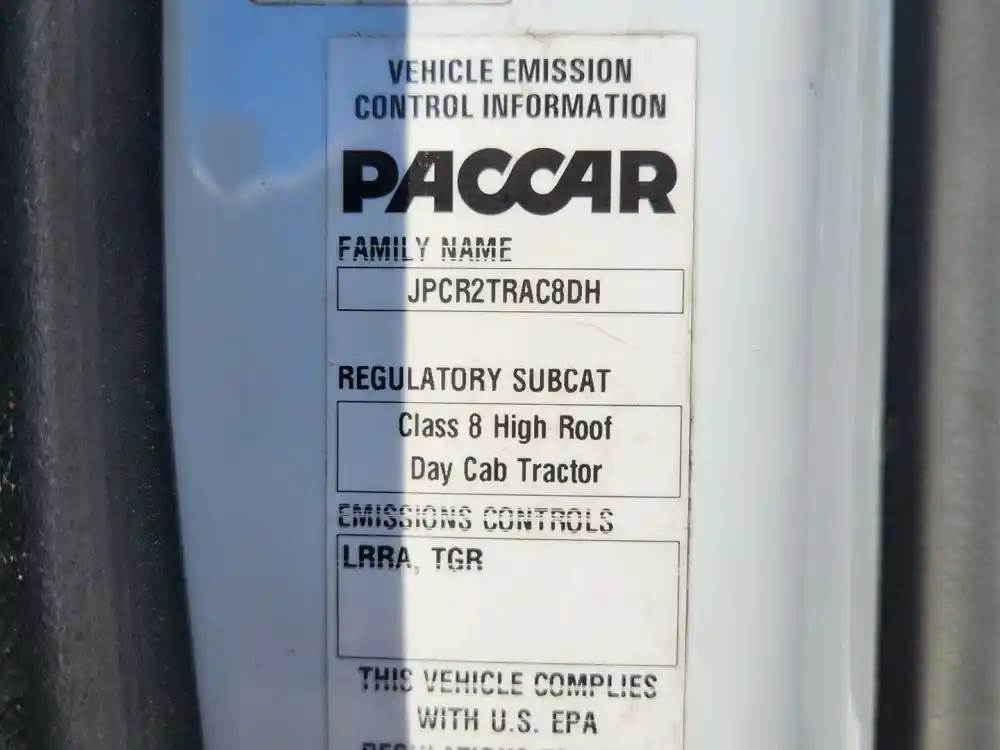 VEHICLE EMISSION
CONTROL INFORMATION
PACCAR
FAMILY NAME
JPCR2TRAC8DH
REGULATORY SUBCAT
Class 8 High Roof
Day Cab Tractor
EMISSIONS CONTROLS
LRRA, TGR
THIS VEHICLE COMPLIES
WITH U.S. EPA